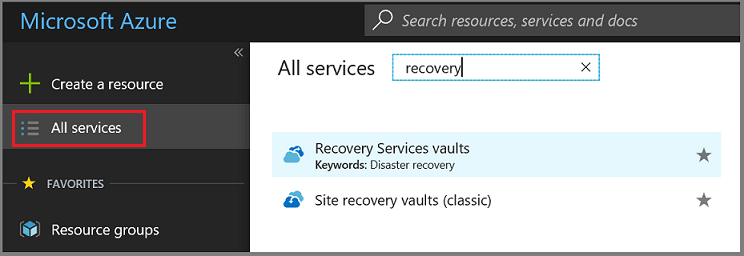 Microsoft Azure
Search resources, services and docs
Create a resource
All services
FAVORITES
Resource groups
All services
recovery
Recovery Services vaults
Keywords: Disaster recovery
Site recovery vaults (classic)